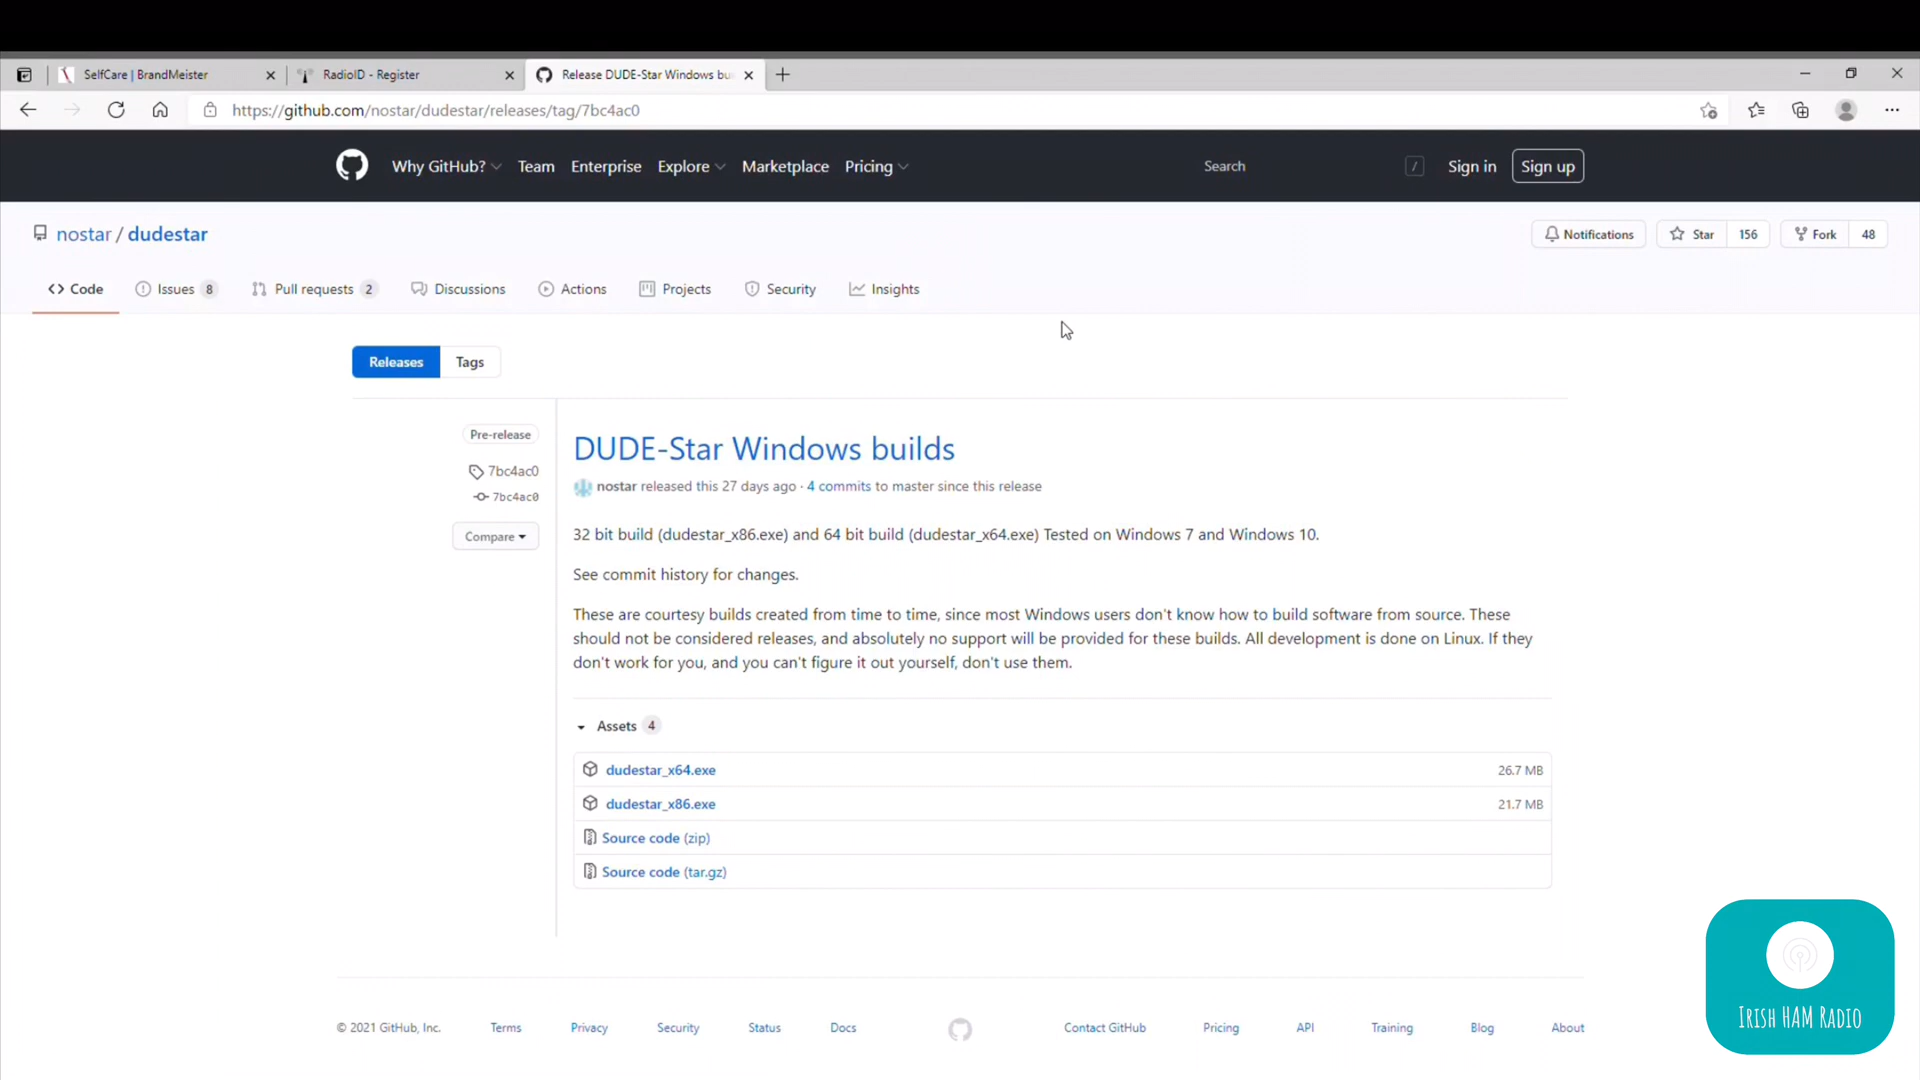 SelfCare | BrandMeister
RadioID - Register
Release DUDE-Star Windows bu
https://github.com/nostar/dudestar/releases/tag/7bc4ac0
Why GitHub? Team Enterprise Explore Marketplace Pricing Search / Sign in Sign up
nostar / dudestar Notifications Star 156 Fork 48
Code Issues 8 Pull requests 2 Discussions Actions Projects Security Insights
Releases Tags
Pre-release
7bc4ac0
7bc4ac0
Compare
DUDE-Star Windows builds
nostar released this 27 days ago · 4 commits to master since this release
32 bit build (dudestar_x86.exe) and 64 bit build (dudestar_x64.exe) Tested on Windows 7 and Windows 10.
See commit history for changes.
These are courtesy builds created from time to time, since most Windows users don't know how to build software from source. These
should not be considered releases, and absolutely no support will be provided for these builds. All development is done on Linux. If they
don't work for you, and you can't figure it out yourself, don't use them.
Assets 4
dudestar_x64.exe 26.7 MB
dudestar_x86.exe 21.7 MB
Source code (zip)
Source code (tar.gz)
© 2021 GitHub, Inc. Terms Privacy Security Status Docs Contact GitHub Pricing API Training Blog About
IRISH HAM RADIO